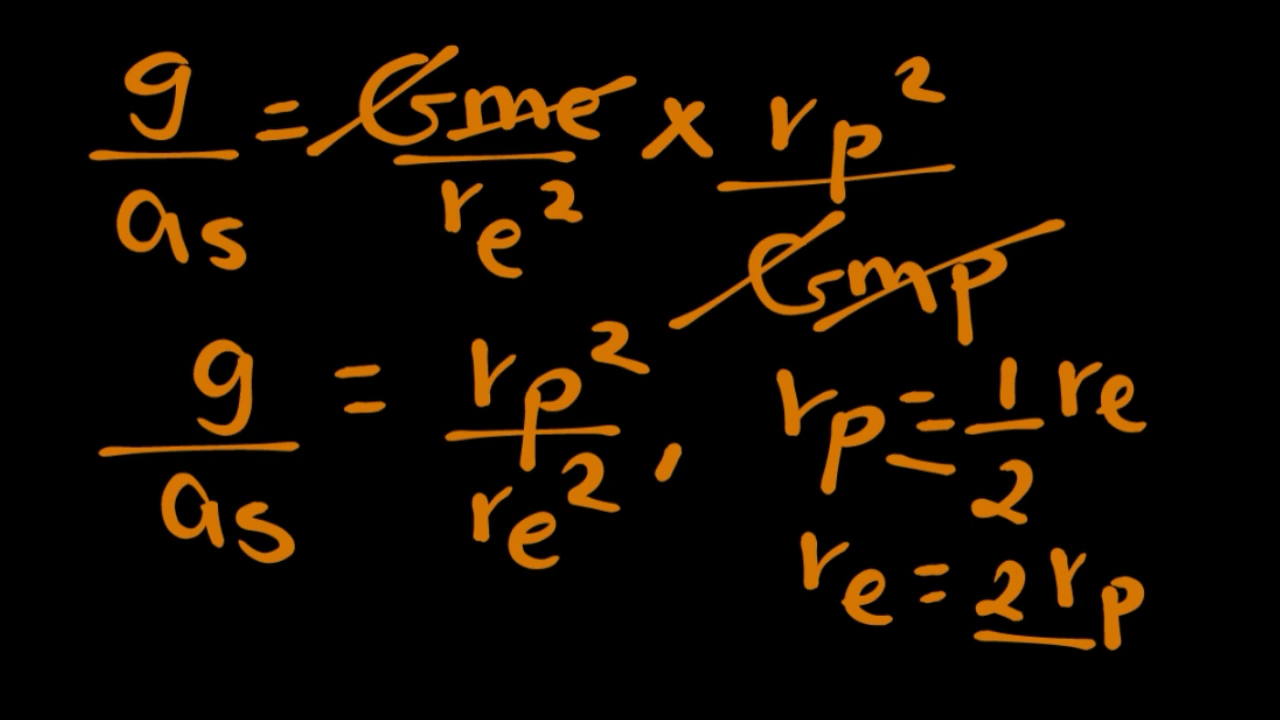 g/as = Gme/re² x rp²/Gmp
g/as = rp²/re² , rp = 1/2 re
re = 2rp